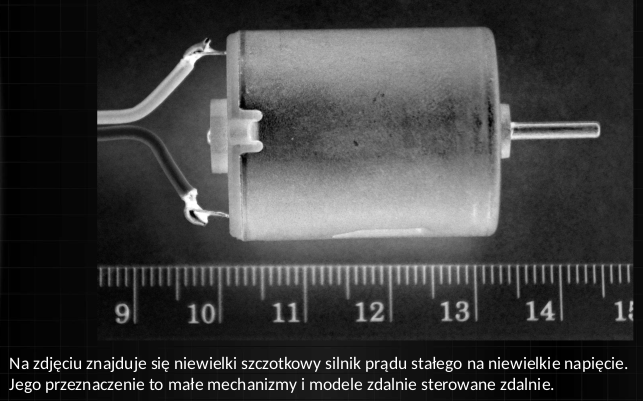 9 10 11 12 13 14
Na zdjęciu znajduje się niewielki szczotkowy silnik prądu stałego na niewielkie napięcie.
Jego przeznaczenie to małe mechanizmy i modele zdalnie sterowane zdalnie.